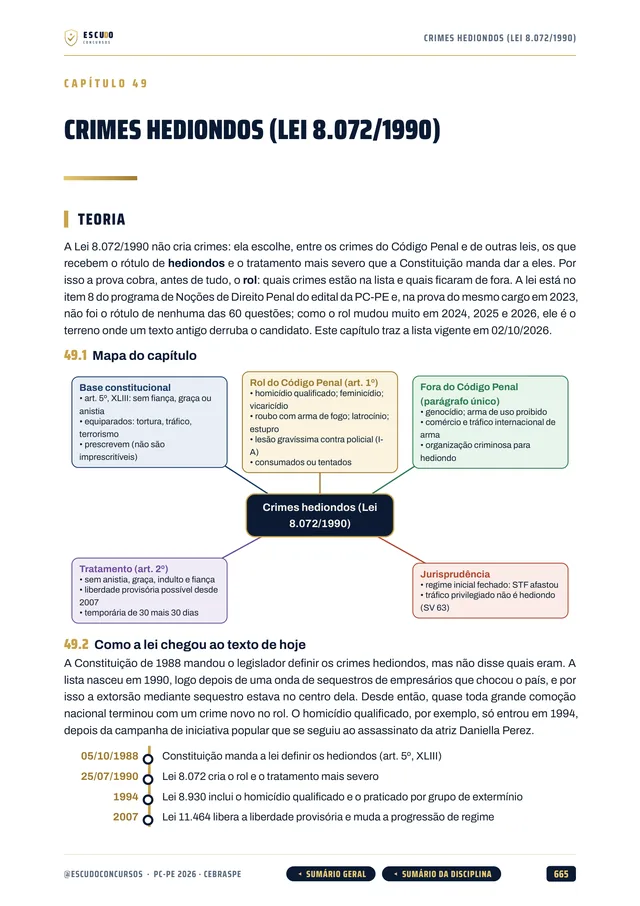 ESCUDO
CONCURSOS
CRIMES HEDIONDOS (LEI 8.072/1990)
CAPÍTULO 49
CRIMES HEDIONDOS (LEI 8.072/1990)
TEORIA
A Lei 8.072/1990 não cria crimes: ela escolhe, entre os crimes do Código Penal e de outras leis, os que
recebem o rótulo de hediondos e o tratamento mais severo que a Constituição manda dar a eles. Por
isso a prova cobra, antes de tudo, o rol: quais crimes estão na lista e quais ficaram de fora. A lei está no
item 8 do programa de Noções de Direito Penal do edital da PC-PE e, na prova do mesmo cargo em 2023,
não foi o rótulo de nenhuma das 60 questões; como o rol mudou muito em 2024, 2025 e 2026, ele é o
terreno onde um texto antigo derruba o candidato. Este capítulo traz a lista vigente em 02/10/2026.
49.1 Mapa do capítulo
Base constitucional
• art. 5º, XLIII: sem fiança, graça ou
anistia
• equiparados: tortura, tráfico,
terrorismo
• prescrevem (não são
imprescritíveis)
Rol do Código Penal (art. 1º)
• homicídio qualificado; feminicídio;
vicaricídio
• roubo com arma de fogo; latrocínio;
estupro
• lesão gravíssima contra policial (I-
A)
• consumados ou tentados
Fora do Código Penal
(parágrafo único)
• genocídio; arma de uso proibido
• comércio e tráfico internacional de
arma
• organização criminosa para
hediondo
Crimes hediondos (Lei
8.072/1990)
Tratamento (art. 2º)
• sem anistia, graça, indulto e fiança
• liberdade provisória possível desde
2007
• temporária de 30 mais 30 dias
Jurisprudência
• regime inicial fechado: STF afastou
• tráfico privilegiado não é hediondo
(SV 63)
49.2 Como a lei chegou ao texto de hoje
A Constituição de 1988 mandou o legislador definir os crimes hediondos, mas não disse quais eram. A
lista nasceu em 1990, logo depois de uma onda de sequestros de empresários que chocou o país, e por
isso a extorsão mediante sequestro estava no centro dela. Desde então, quase toda grande comoção
nacional terminou com um crime novo no rol. O homicídio qualificado, por exemplo, só entrou em 1994,
depois da campanha de iniciativa popular que se seguiu ao assassinato da atriz Daniella Perez.
05/10/1988 Constituição manda a lei definir os hediondos (art. 5º, XLIII)
25/07/1990 Lei 8.072 cria o rol e o tratamento mais severo
1994 Lei 8.930 inclui o homicídio qualificado e o praticado por grupo de extermínio
2007 Lei 11.464 libera a liberdade provisória e muda a progressão de regime
@ESCUDOCONCURSOS · PC-PE 2026 · CEBRASPE
SUMÁRIO GERAL
SUMÁRIO DA DISCIPLINA
665